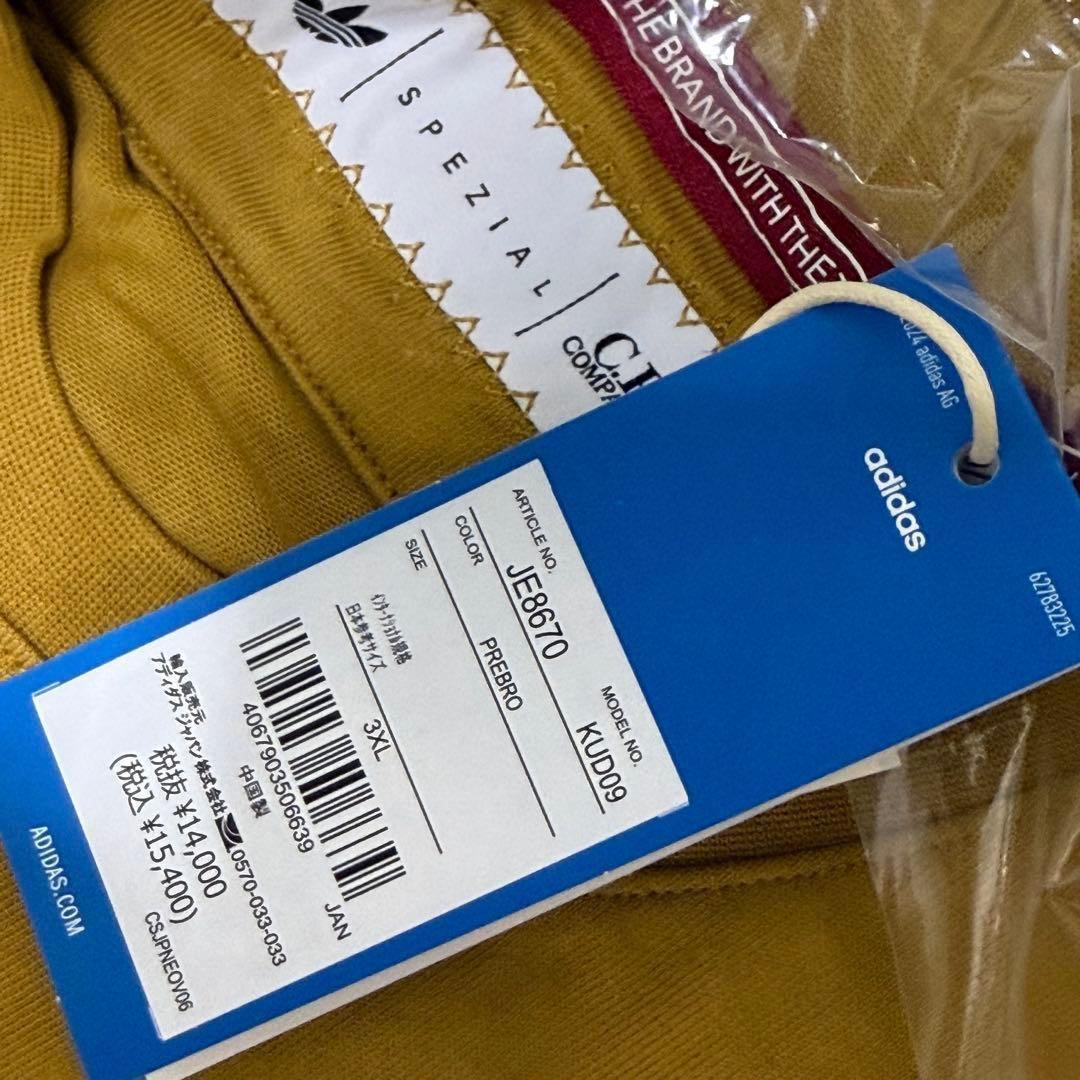 SPEZIAL
C.P.
THE BRAND WITH THE
2024 adidas AG
adidas
62783225
ARTICLE NO.
JE8670
MODEL NO.
KUD09
COLOR
PREBRO
SIZE
インターナショナル規格
日本参考サイズ
3XL
4067903506639
JAN
中国製
輸入販売元
アディダス ジャパン株式会社 0570-033-033
税抜 ¥14,000
(税込 ¥15,400)
CSJPNEOV06
ADIDAS.COM